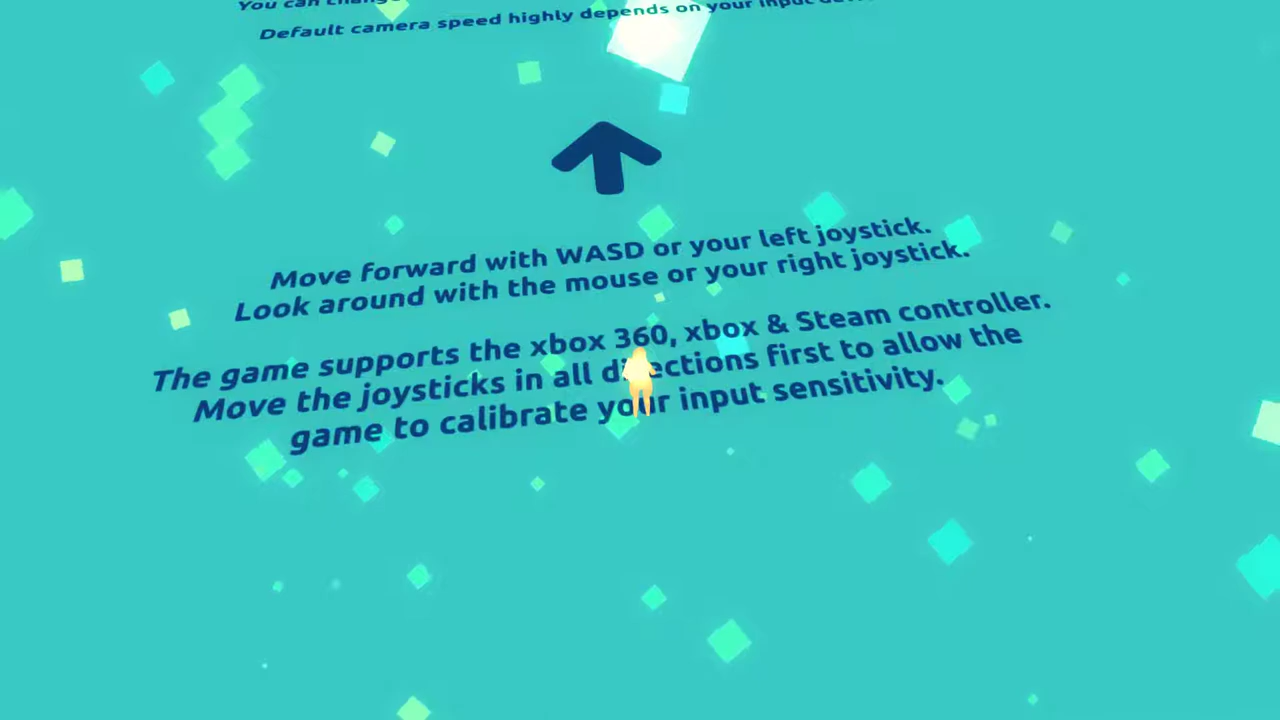 You can
Default camera speed highly depends on your input
Move forward with WASD or your left joystick.
Look around with the mouse or your right joystick.
The game supports the xbox 360, xbox & Steam controller.
Move the joysticks in all directions first to allow the
game to calibrate your input sensitivity.